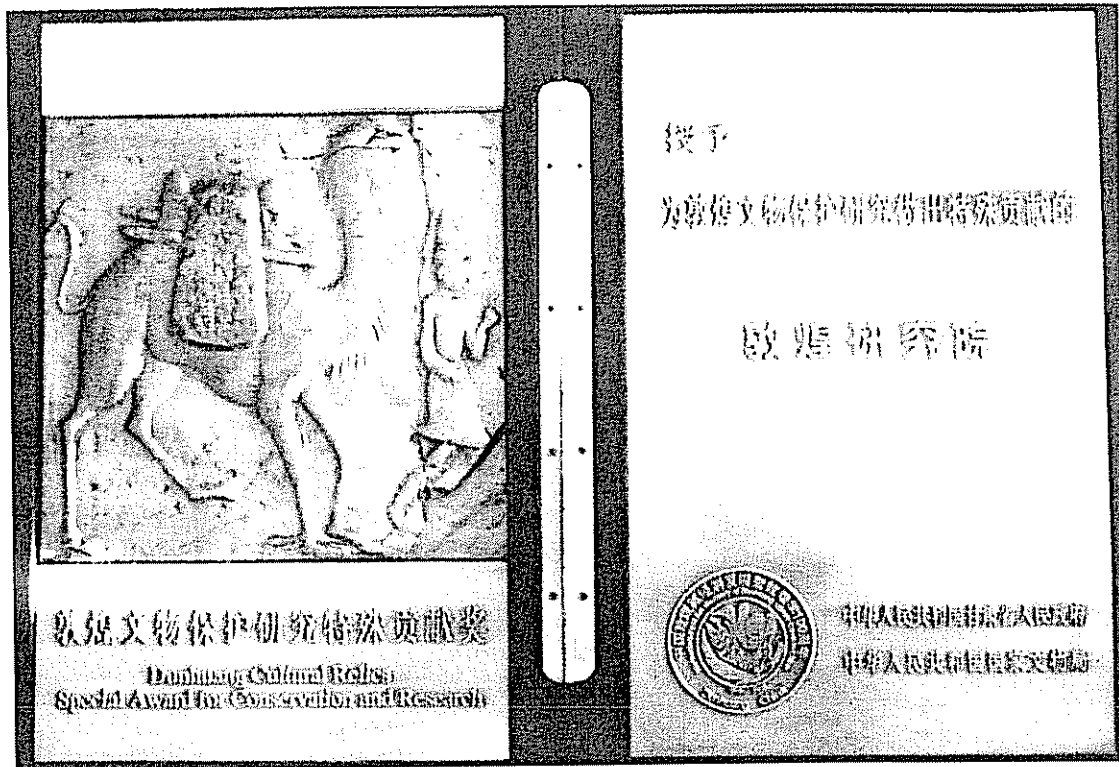 敦煌文物保护研究特殊贡献奖
Dunhuang Cultural Relics
Special Award for Conservation and Research
授予
为敦煌文物保护研究作出特殊贡献的
敦煌研究院
中华人民共和国甘肃省人民政府
中华人民共和国国家文物局